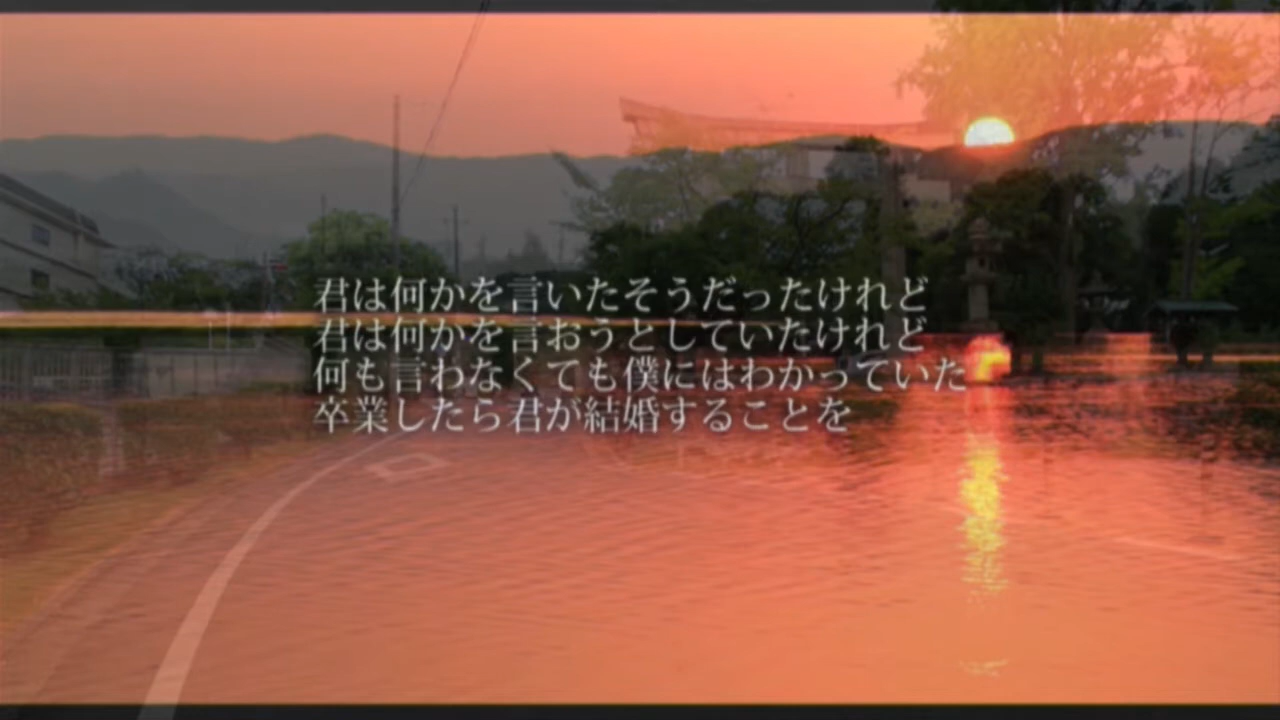 君は何かを言いたそうだったけれど
君は何かを言おうとしていたけれど
何も言わなくても僕にはわかっていた
卒業したら君が結婚することを